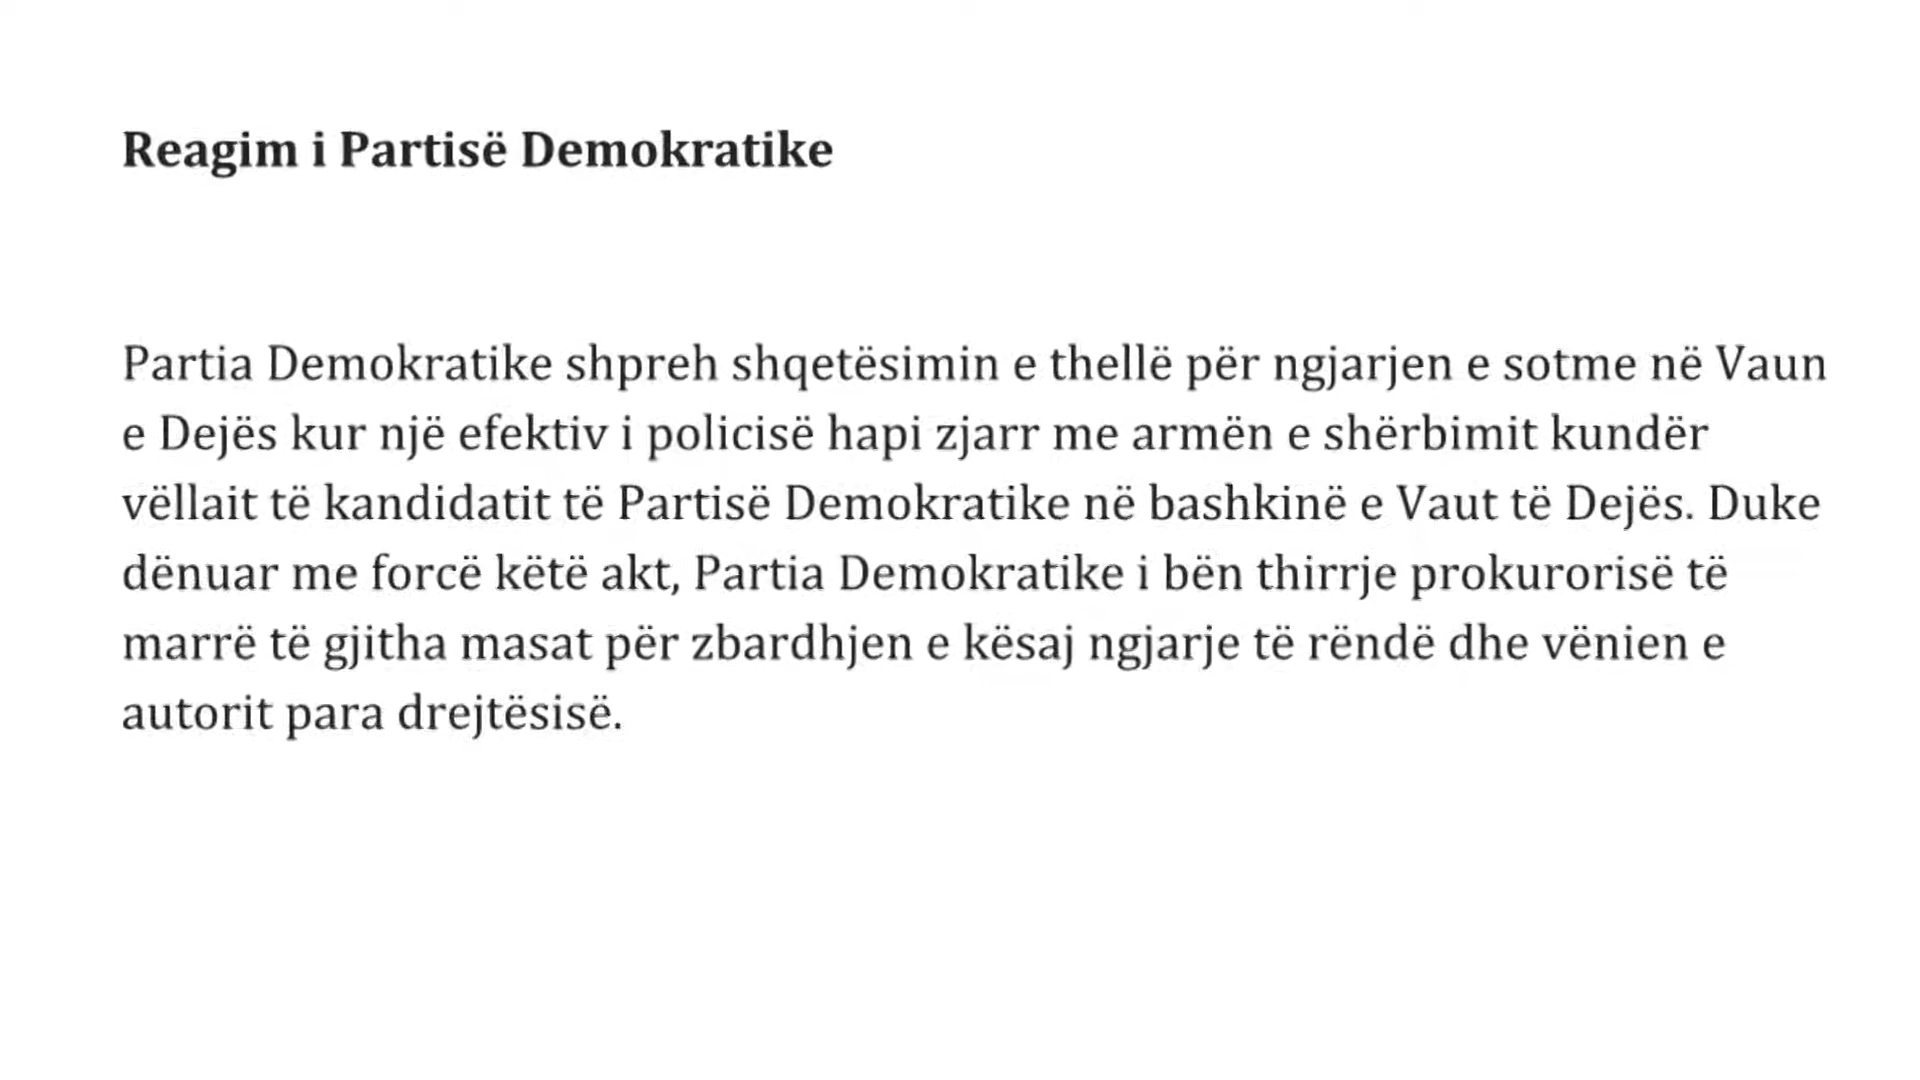 Reagim i Partisë Demokratike
Partia Demokratike shpreh shqetësimin e thellë për ngjarjen e sotme në Vaun
e Dejës kur një efektiv i policisë hapi zjarr me armën e shërbimit kundër
vëllait të kandidatit të Partisë Demokratike në bashkinë e Vaut të Dejës. Duke
dënuar me forcë këtë akt, Partia Demokratike i bën thirrje prokurorisë të
marrë të gjitha masat për zbardhjen e kësaj ngjarje të rëndë dhe vënien e
autorit para drejtësisë.